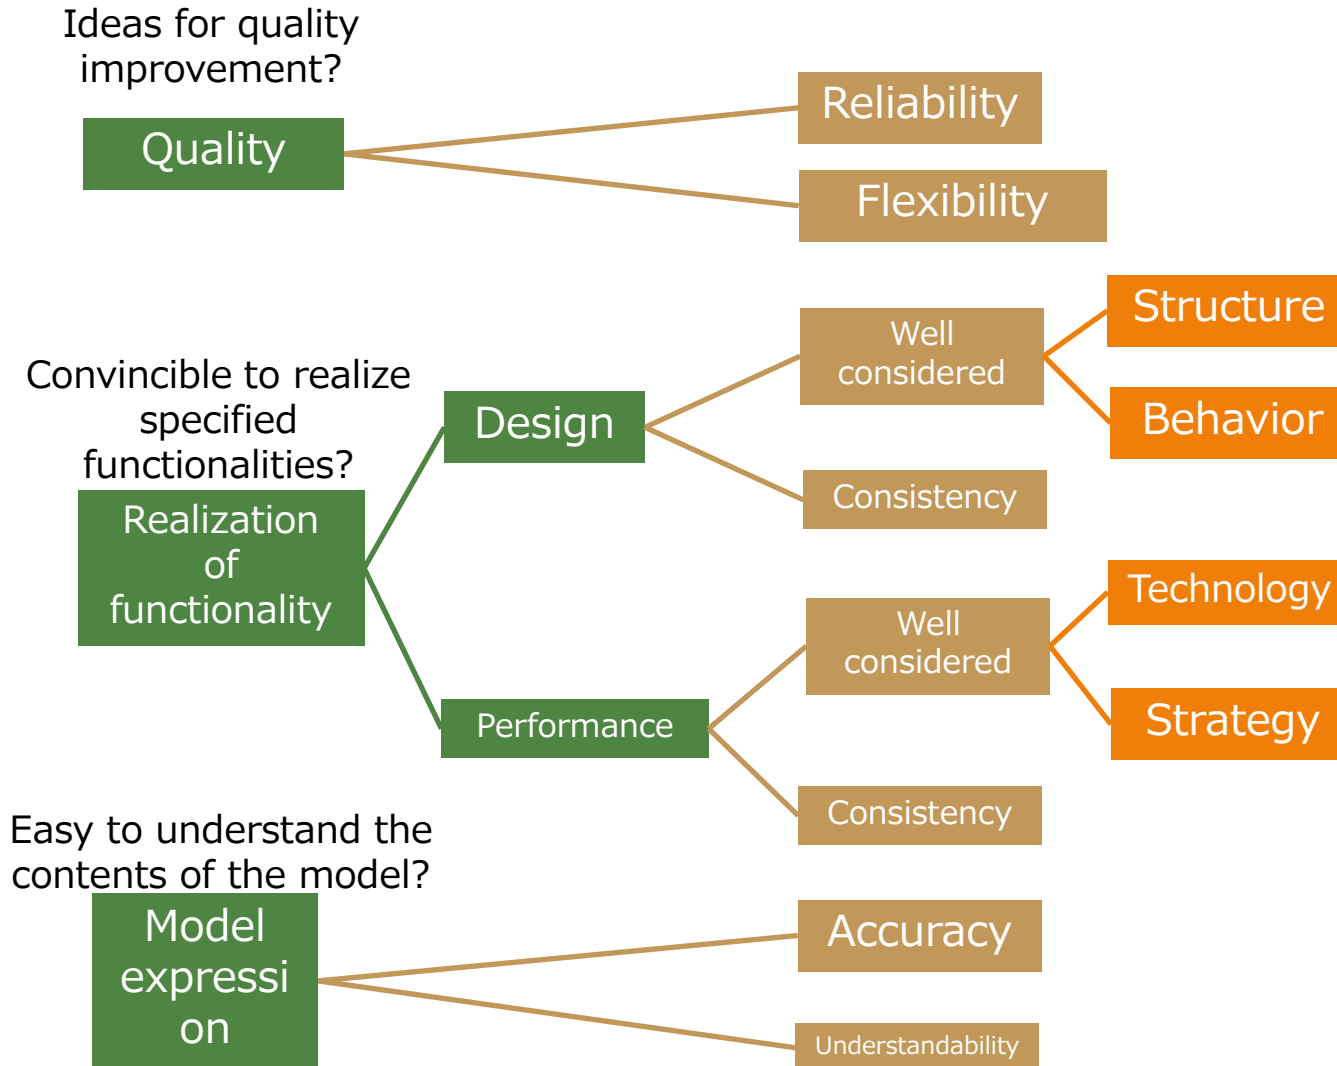 Ideas for quality
improvement?
Quality
Reliability
Flexibility
Convincible to realize
specified
functionalities?
Realization
of
functionality
Design
Well
considered
Structure
Behavior
Consistency
Performance
Well
considered
Technology
Strategy
Consistency
Easy to understand the
contents of the model?
Model
expressi
on
Accuracy
Understandability